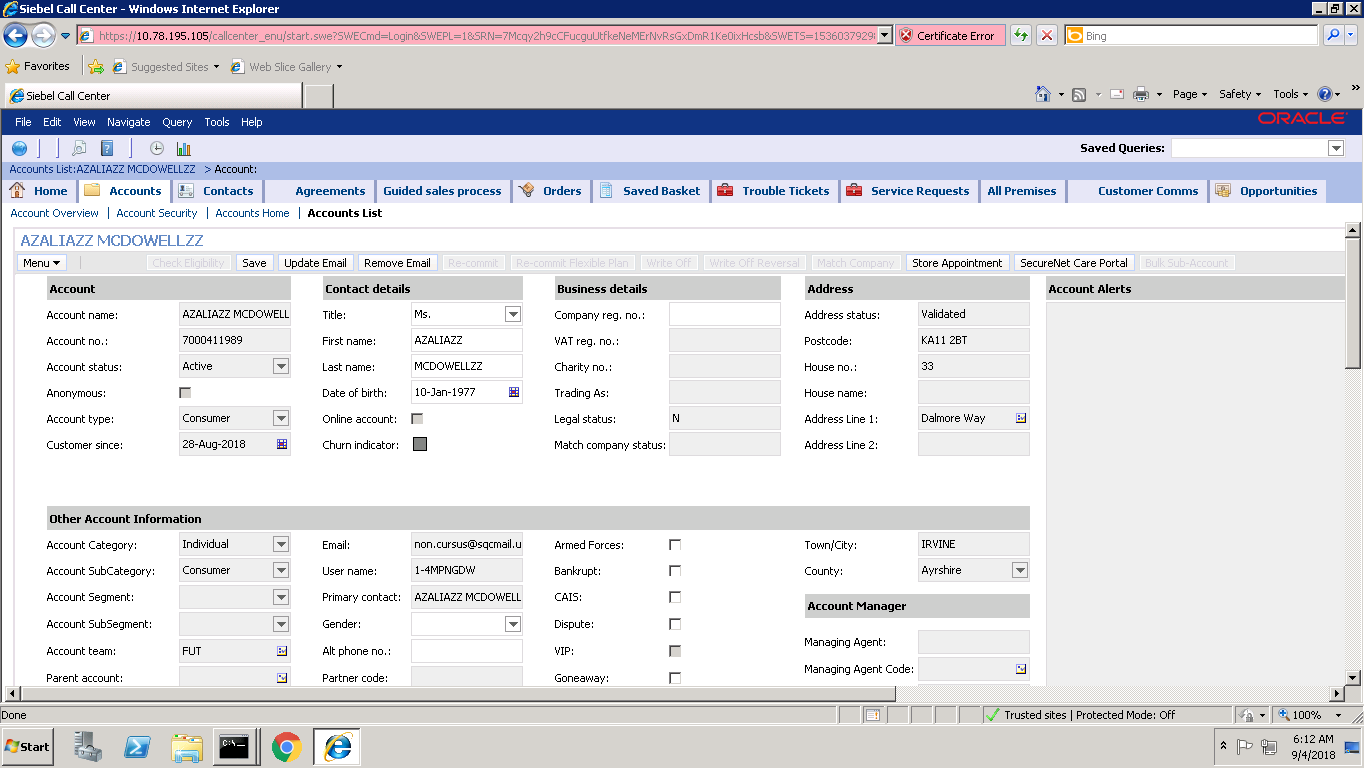 Siebel Call Center - Windows Internet Explorer
https://10.78.195.105/callcenter_enu/start.swe?SWECmd=Login&SWEPL=1&SRN=7Mcqy2h9cCFucguUtfkeNeMErNvRsGxDmR1Ke0ixHcsb&SWETS=1536037929 Certificate Error Bing
Favorites Suggested Sites Web Slice Gallery
Siebel Call Center Page Safety Tools
File Edit View Navigate Query Tools Help ORACLE
Saved Queries:
Accounts List:AZALIAZZ MCDOWELLZZ > Account:
Home Accounts Contacts Agreements Guided sales process Orders Saved Basket Trouble Tickets Service Requests All Premises Customer Comms Opportunities
Account Overview | Account Security | Accounts Home | Accounts List
AZALIAZZ MCDOWELLZZ
Menu Check Eligibility Save Update Email Remove Email Re-commit Re-commit Flexible Plan Write Off Write Off Reversal Match Company Store Appointment SecureNet Care Portal Bulk Sub-Account
Account Contact details Business details Address Account Alerts
Account name: AZALIAZZ MCDOWELL Title: Ms. Company reg. no.: Address status: Validated
Account no.: 7000411989 First name: AZALIAZZ VAT reg. no.: Postcode: KA11 2BT
Account status: Active Last name: MCDOWELLZZ Charity no.: House no.: 33
Anonymous: Date of birth: 10-Jan-1977 Trading As: House name:
Account type: Consumer Online account: Legal status: N Address Line 1: Dalmore Way
Customer since: 28-Aug-2018 Churn indicator: Match company status: Address Line 2:
Other Account Information
Account Category: Individual Email: non.cursus@sqcmail.u Armed Forces: Town/City: IRVINE
Account SubCategory: Consumer User name: 1-4MPNGDW Bankrupt: County: Ayrshire
Account Segment: Primary contact: AZALIAZZ MCDOWELL CAIS: Account Manager
Account SubSegment: Gender: Dispute:
Account team: FUT Alt phone no.: VIP: Managing Agent:
Parent account: Partner code: Goneaway: Managing Agent Code:
Done Trusted sites | Protected Mode: Off 100%
Start C:\ 6:12 AM
9/4/2018